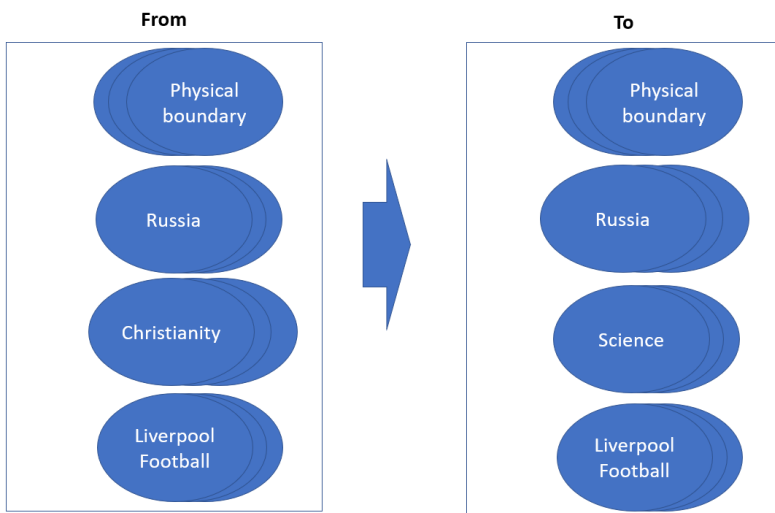 From
To
Physical
boundary
Russia
Christianity
Liverpool
Football
Physical
boundary
Russia
Science
Liverpool
Football